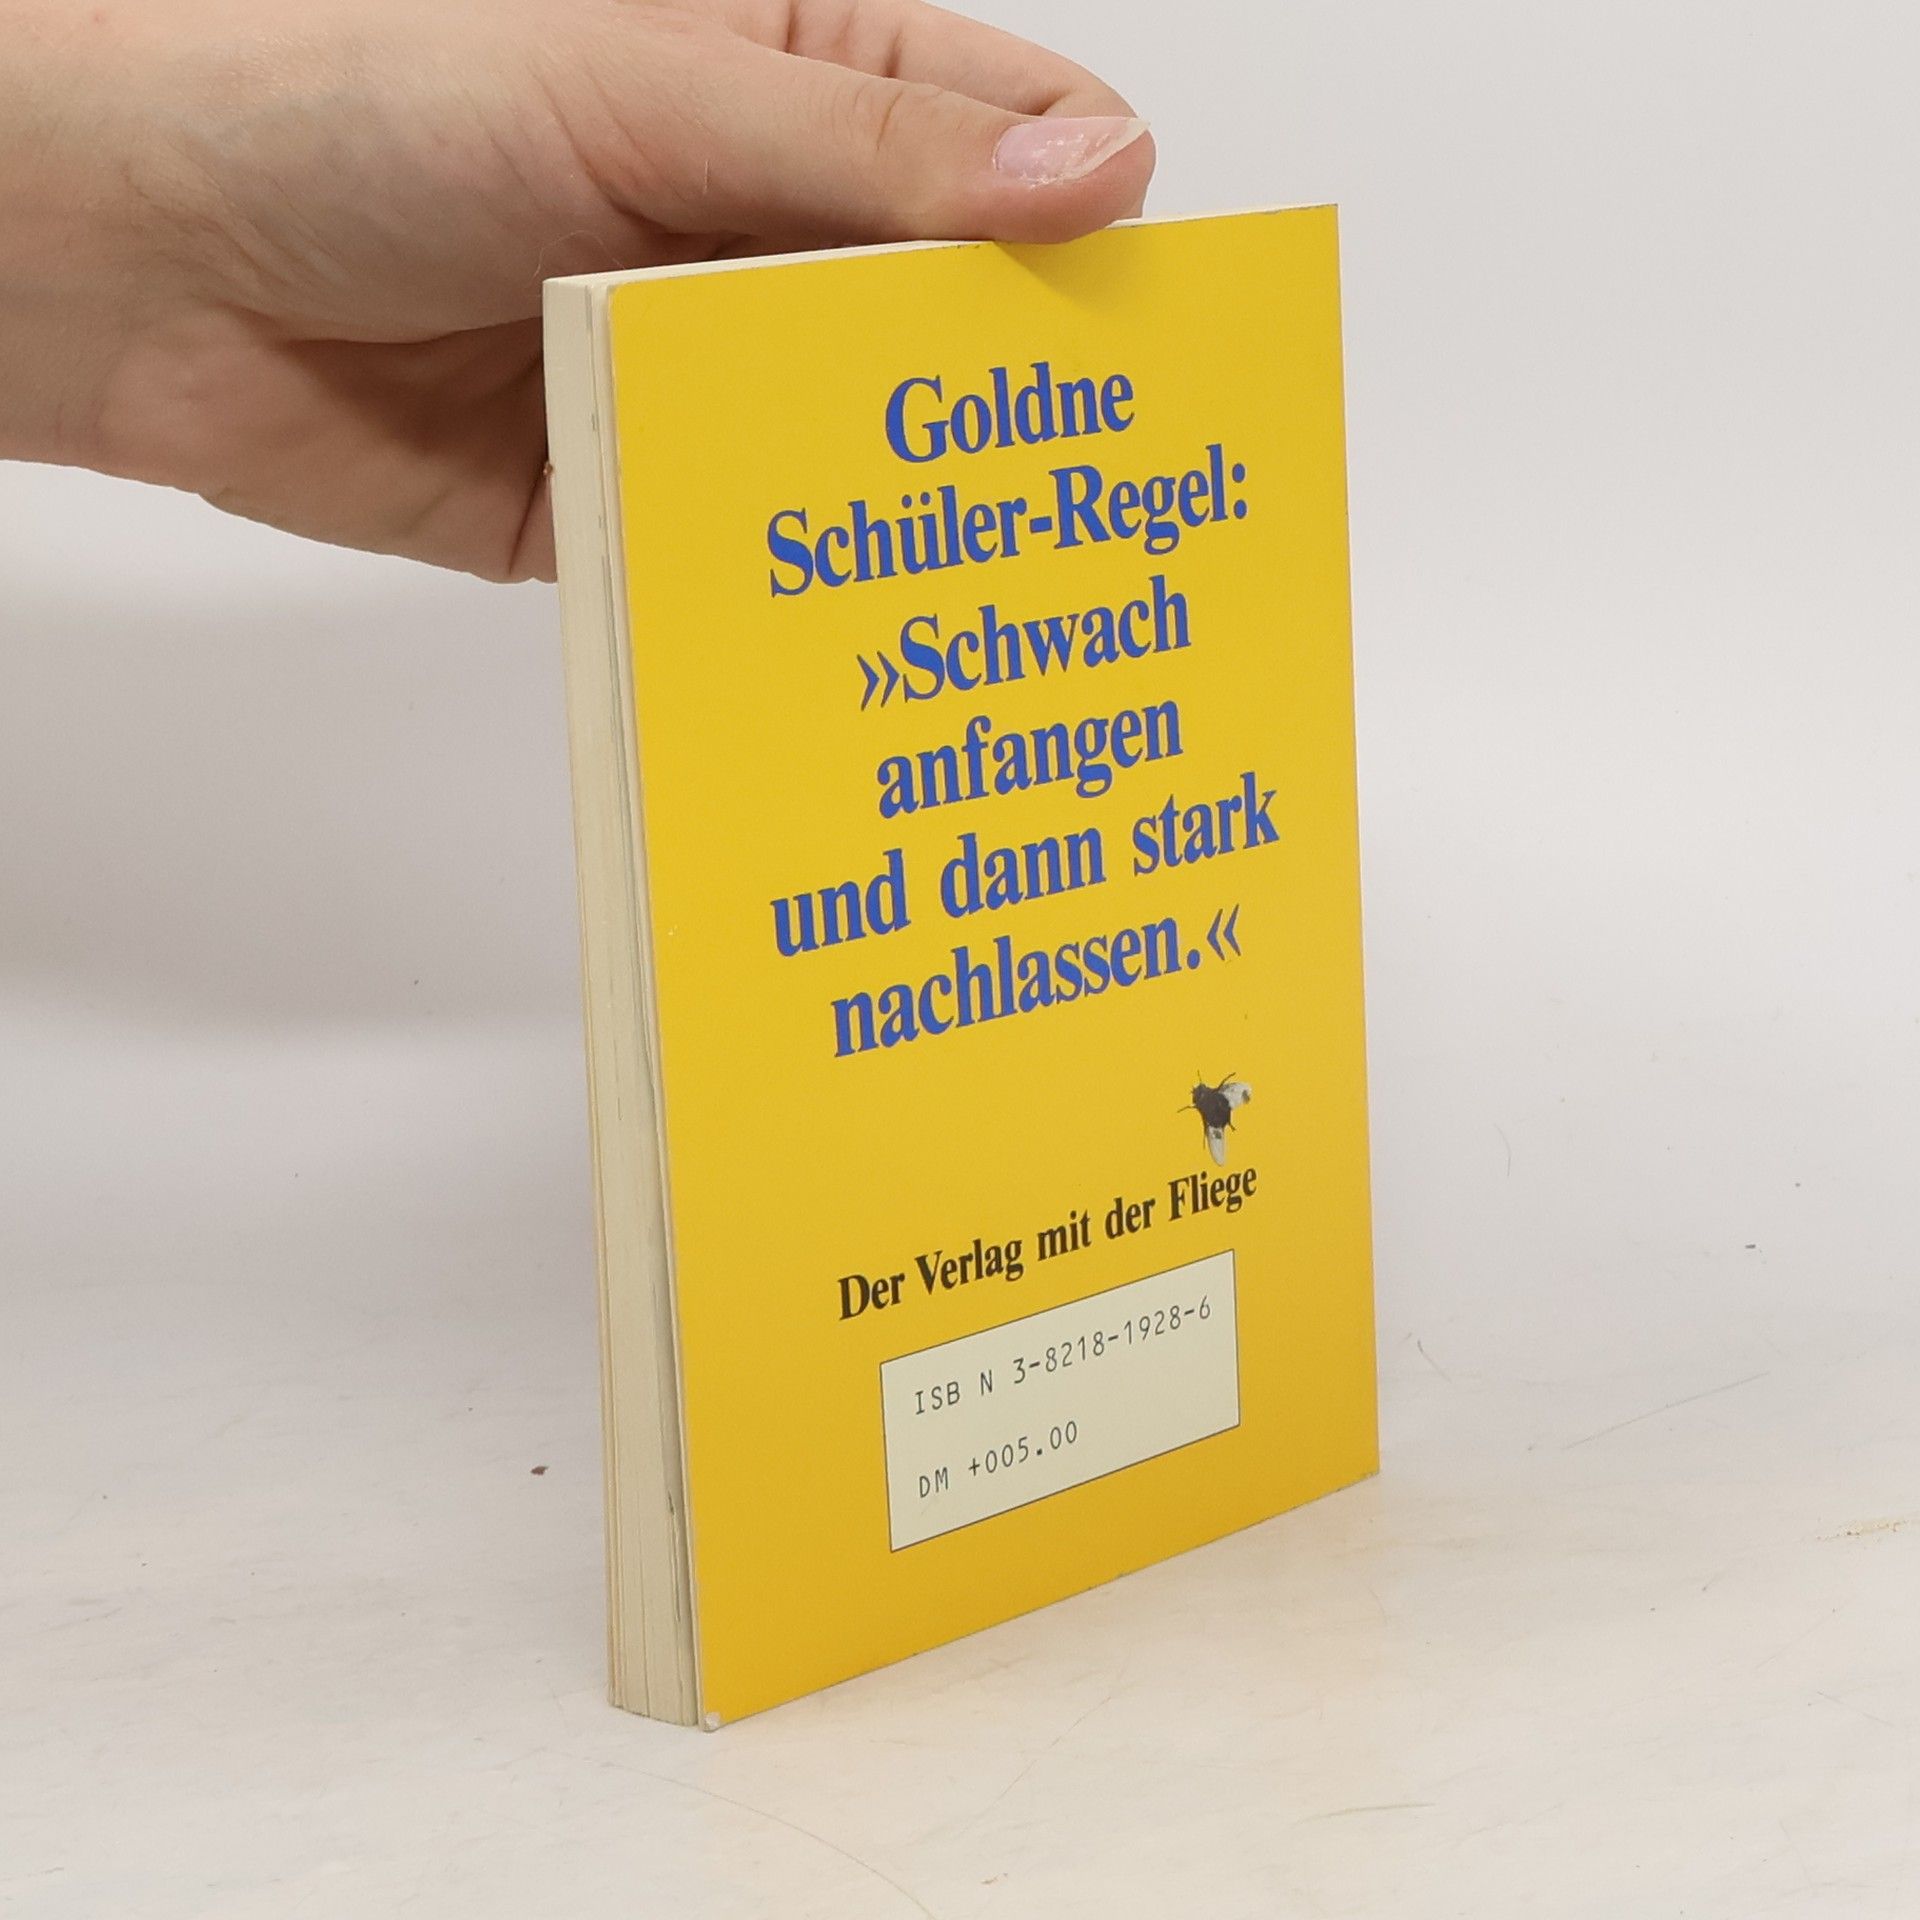 Goldne
Schüler-Regel:
»Schwach
anfangen
und dann stark
nachlassen.«
Der Verlag mit der Fliege
ISB N 3-8218-1928-6
DM +005.00